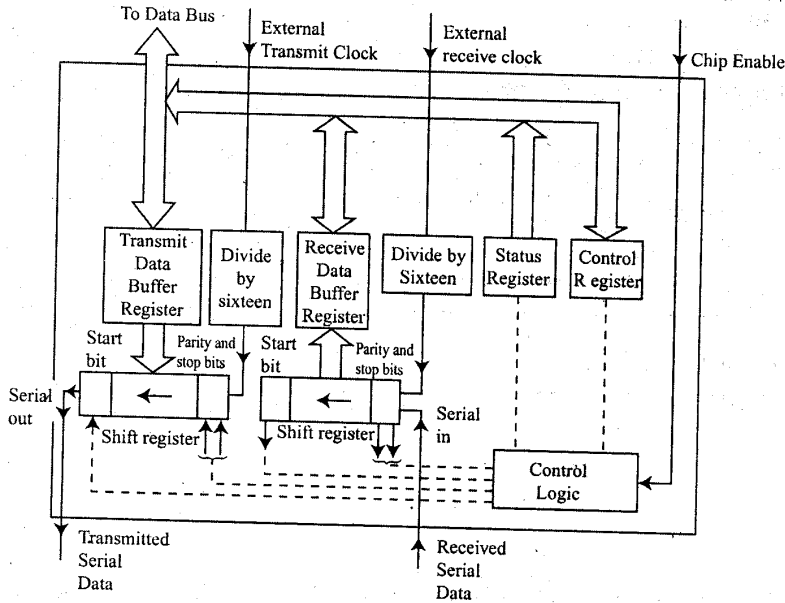 To Data Bus
External
Transmit Clock
External
receive clock
Chip Enable
Transmit
Data
Buffer
Register
Divide
by
sixteen
Receive
Data
Buffer
Register
Divide by
Sixteen
Status
Register
Control
R egister
Start
bit
Parity and
stop bits
Start
bit
Parity and
stop bits
Serial
out
Shift register
Shift register
Serial
in
Control
Logic
Transmitted
Serial
Data
Received
Serial
Data